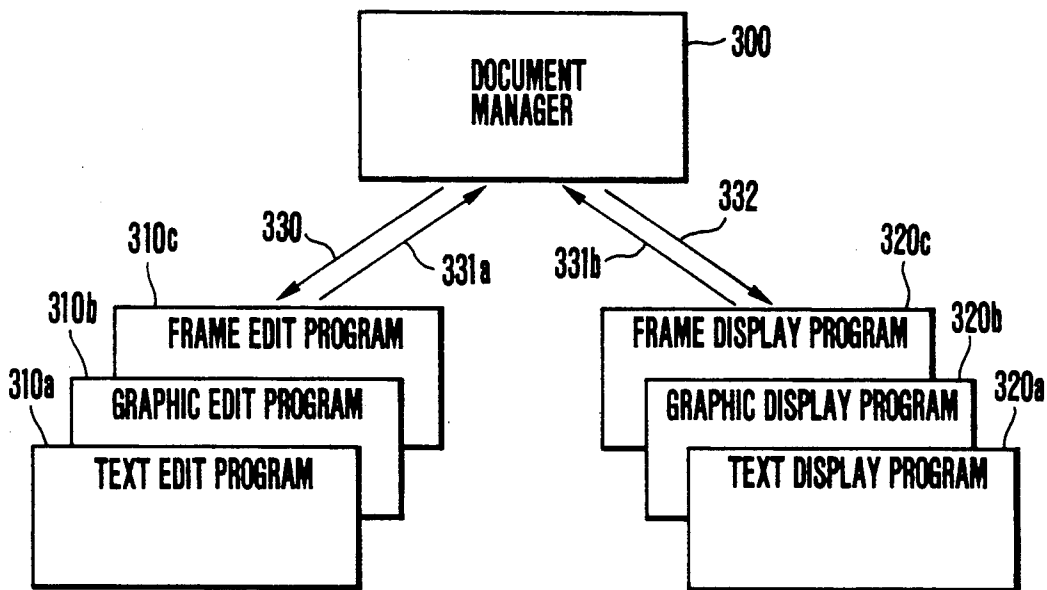 300
DOCUMENT
MANAGER
330
331a
331b
332
310c
320c
FRAME EDIT PROGRAM
FRAME DISPLAY PROGRAM
310b
320b
GRAPHIC EDIT PROGRAM
GRAPHIC DISPLAY PROGRAM
310a
320a
TEXT EDIT PROGRAM
TEXT DISPLAY PROGRAM